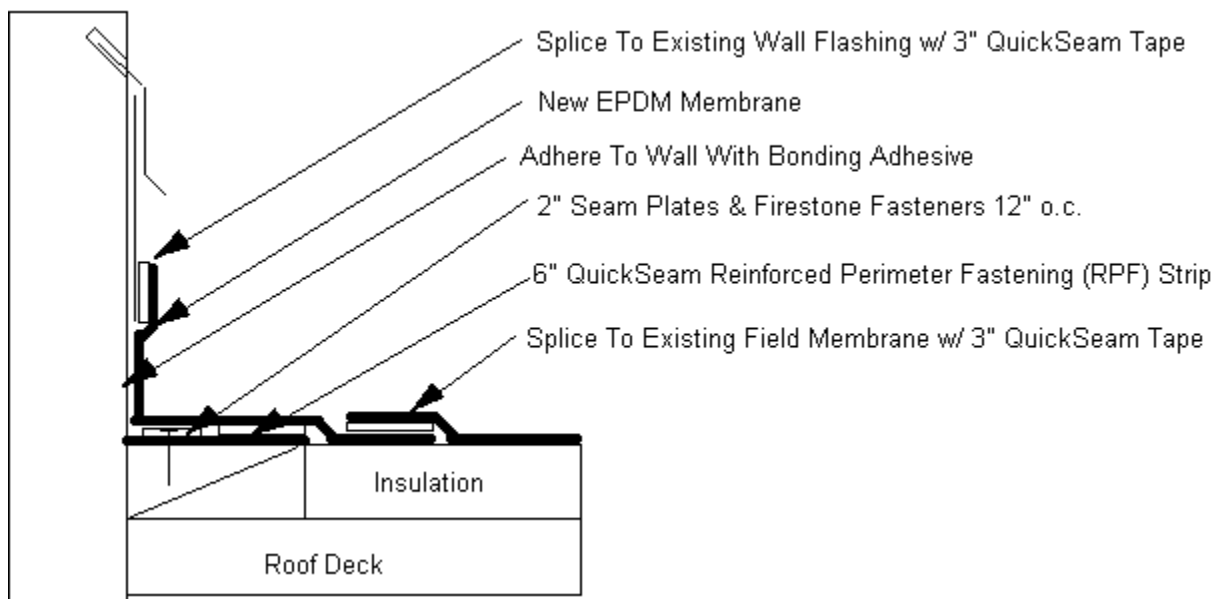 Splice To Existing Wall Flashing w/ 3" QuickSeam Tape
New EPDM Membrane
Adhere To Wall With Bonding Adhesive
2" Seam Plates & Firestone Fasteners 12" o.c.
6" QuickSeam Reinforced Perimeter Fastening (RPF) Strip
Splice To Existing Field Membrane w/ 3" QuickSeam Tape
Insulation
Roof Deck